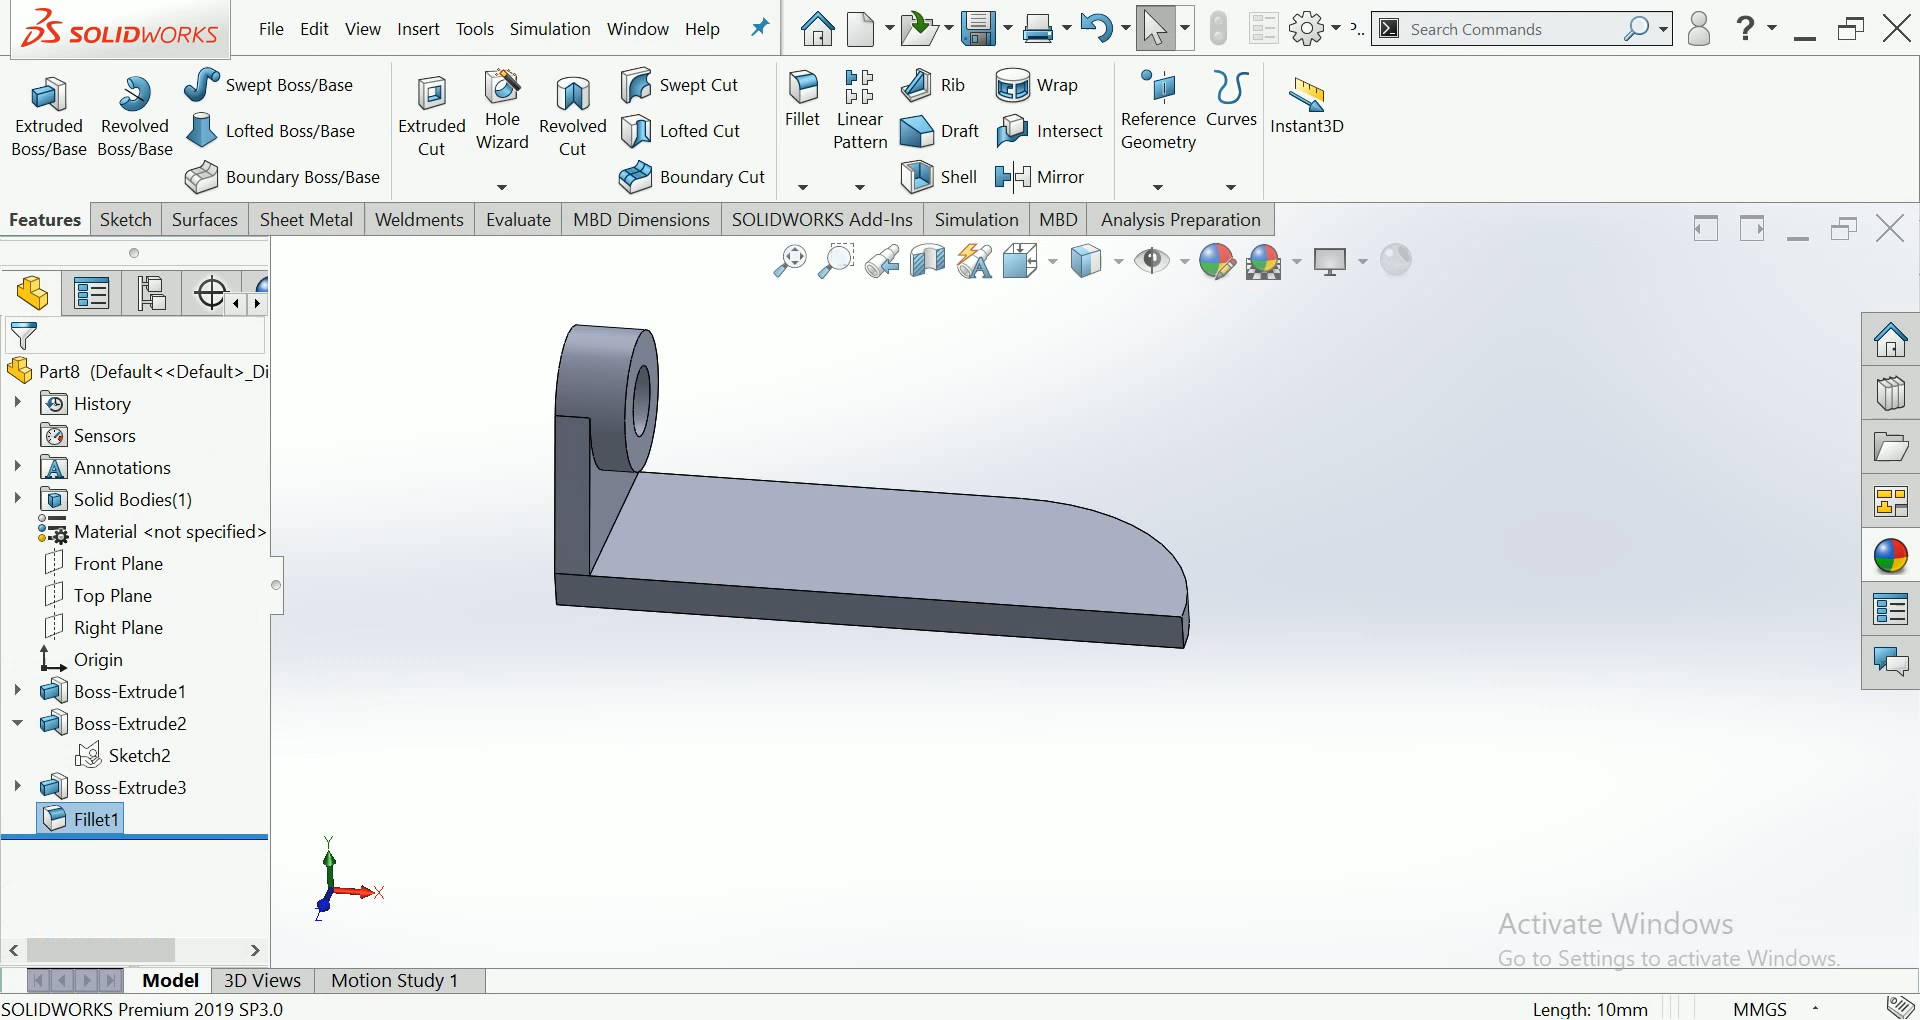 SOLIDWORKS
File Edit View Insert Tools Simulation Window Help
P..
Search Commands
?
Extruded Boss/Base
Revolved Boss/Base
Swept Boss/Base
Lofted Boss/Base
Boundary Boss/Base
Extruded Cut
Hole Wizard
Revolved Cut
Swept Cut
Lofted Cut
Boundary Cut
Fillet
Linear Pattern
Rib
Draft
Shell
Wrap
Intersect
Mirror
Reference Geometry
Curves
Instant3D
Features Sketch Surfaces Sheet Metal Weldments Evaluate MBD Dimensions SOLIDWORKS Add-Ins Simulation MBD Analysis Preparation
Part8 (Default<<Default>_Di
History
Sensors
Annotations
Solid Bodies(1)
Material <not specified>
Front Plane
Top Plane
Right Plane
Origin
Boss-Extrude1
Boss-Extrude2
Sketch2
Boss-Extrude3
Fillet1
Y
X
Z
Activate Windows
Go to Settings to activate Windows.
Model 3D Views Motion Study 1
SOLIDWORKS Premium 2019 SP3.0
Length: 10mm
MMGS